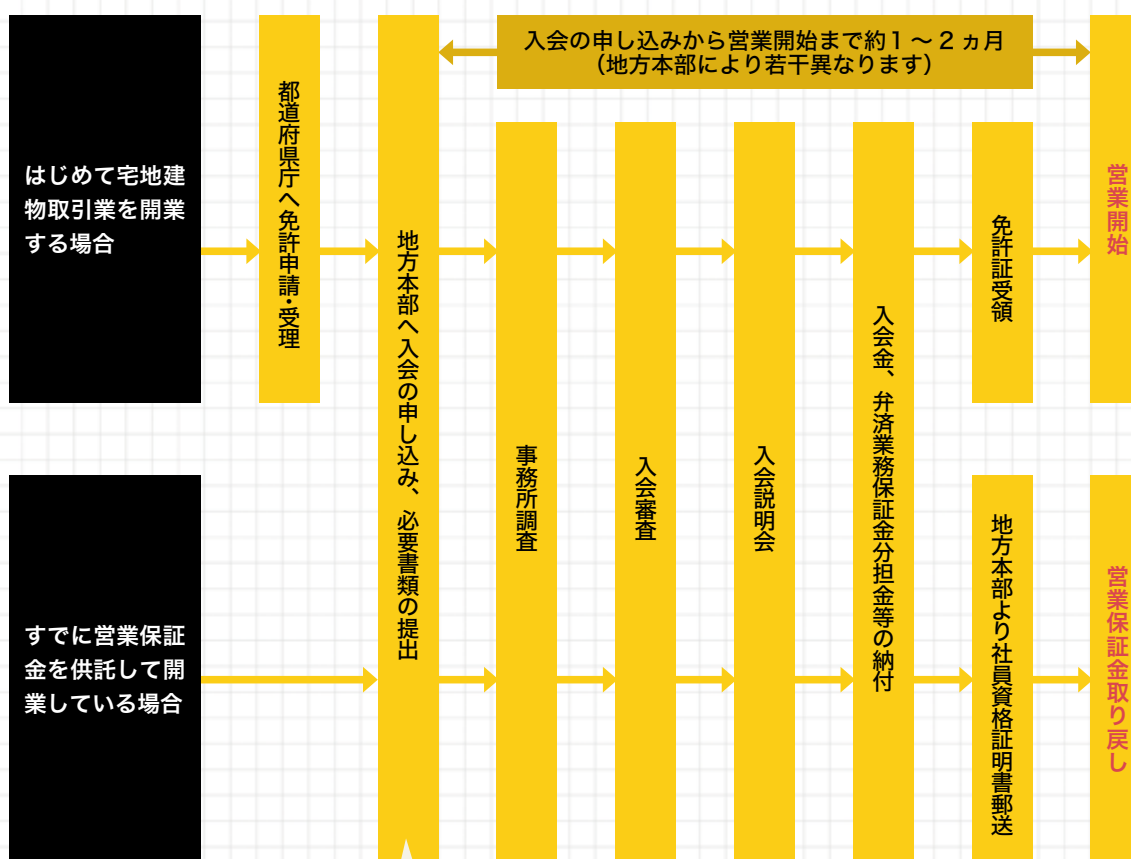 入会の申し込みから営業開始まで約1~2ヵ月
(地方本部により若干異なります)
はじめて宅地建
物取引業を開業
する場合
都道府県庁へ免許申請・受理
地方本部へ入会の申し込み、必要書類の提出
事務所調査
入会審査
入会説明会
入会金、弁済業務保証金分担金等の納付
免許証受領
営業開始
すでに営業保証
金を供託して開
業している場合
地方本部より社員資格証明書郵送
営業保証金取り戻し